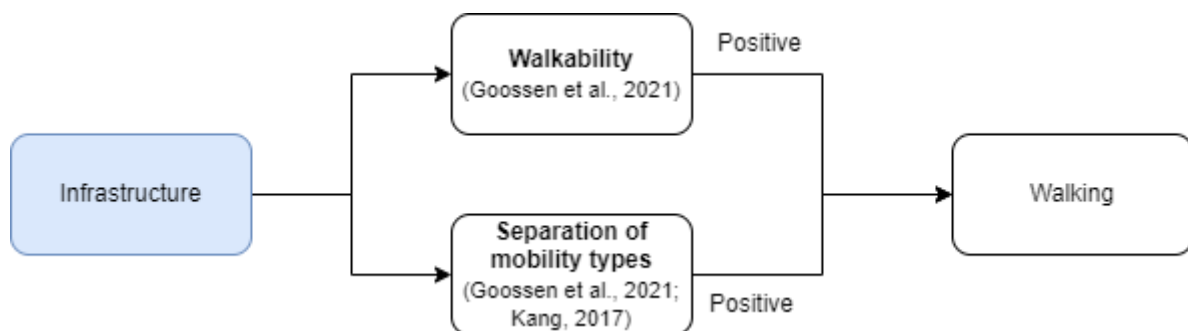 Walkability
(Goossen et al., 2021)
Positive
Infrastructure
Walking
Separation of
mobility types
(Goossen et al., 2021;
Kang, 2017)
Positive